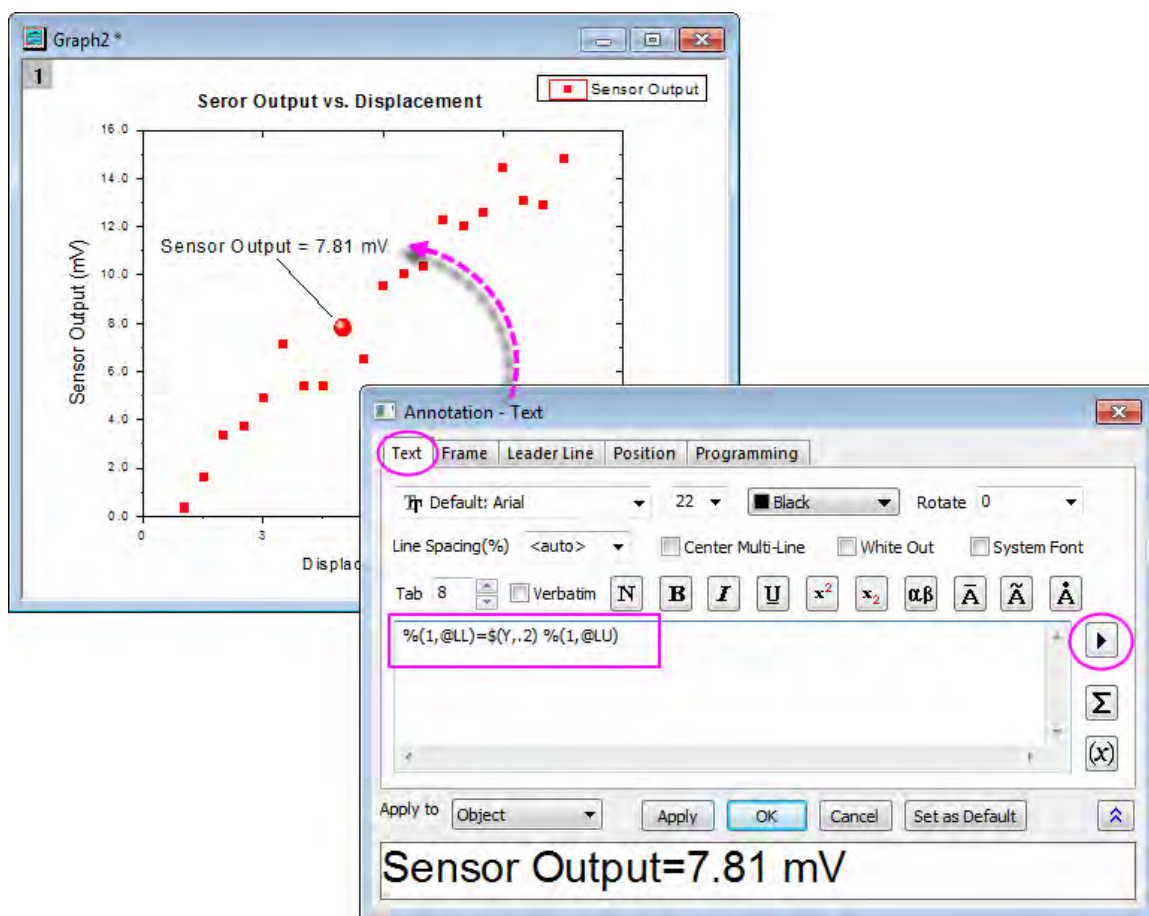 Graph2 *
1
Seror Output vs. Displacement
Sensor Output
16.0
14.0
12.0
10.0
8.0
6.0
4.0
2.0
0.0
Sensor Output (mV)
Sensor Output = 7.81 mV
0 3
Displac
Annotation - Text
Text Frame Leader Line Position Programming
Default: Arial 22 Black Rotate 0
Line Spacing(%) <auto> Center Multi-Line White Out System Font
Tab 8 Verbatim N B I U x² x₂ αβ Ā Ã Å
%(1,@LL)=$(Y,.2) %(1,@LU)
Σ
(x)
Apply to Object Apply OK Cancel Set as Default
Sensor Output=7.81 mV